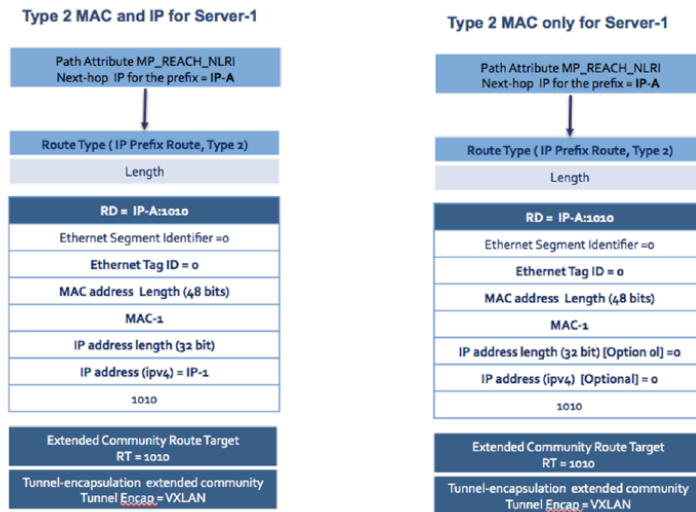 Type 2 MAC and IP for Server-1
Path Attribute MP_REACH_NLRI
Next-hop IP for the prefix = IP-A
Route Type ( IP Prefix Route, Type 2)
Length
RD = IP-A:1010
Ethernet Segment Identifier =0
Ethernet Tag ID = 0
MAC address Length (48 bits)
MAC-1
IP address length (32 bit)
IP address (ipv4) = IP-1
1010
Extended Community Route Target
RT = 1010
Tunnel-encapsulation extended community
Tunnel Encap = VXLAN
Type 2 MAC only for Server-1
Path Attribute MP_REACH_NLRI
Next-hop IP for the prefix = IP-A
Route Type ( IP Prefix Route, Type 2)
Length
RD = IP-A:1010
Ethernet Segment Identifier =0
Ethernet Tag ID = 0
MAC address Length (48 bits)
MAC-1
IP address length (32 bit) [Option ol] =0
IP address (ipv4) [Optional] = 0
1010
Extended Community Route Target
RT = 1010
Tunnel-encapsulation extended community
Tunnel Encap = VXLAN